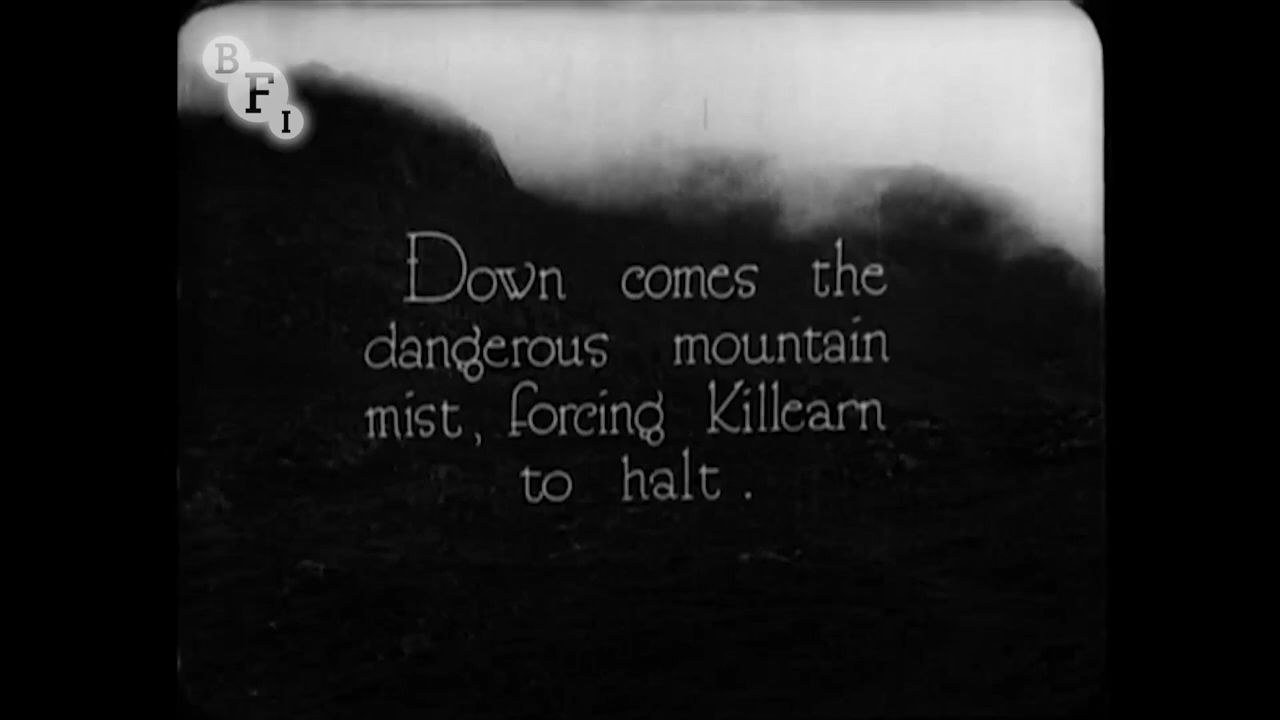 BFI
Down comes the
dangerous mountain
mist, forcing Killearn
to halt.